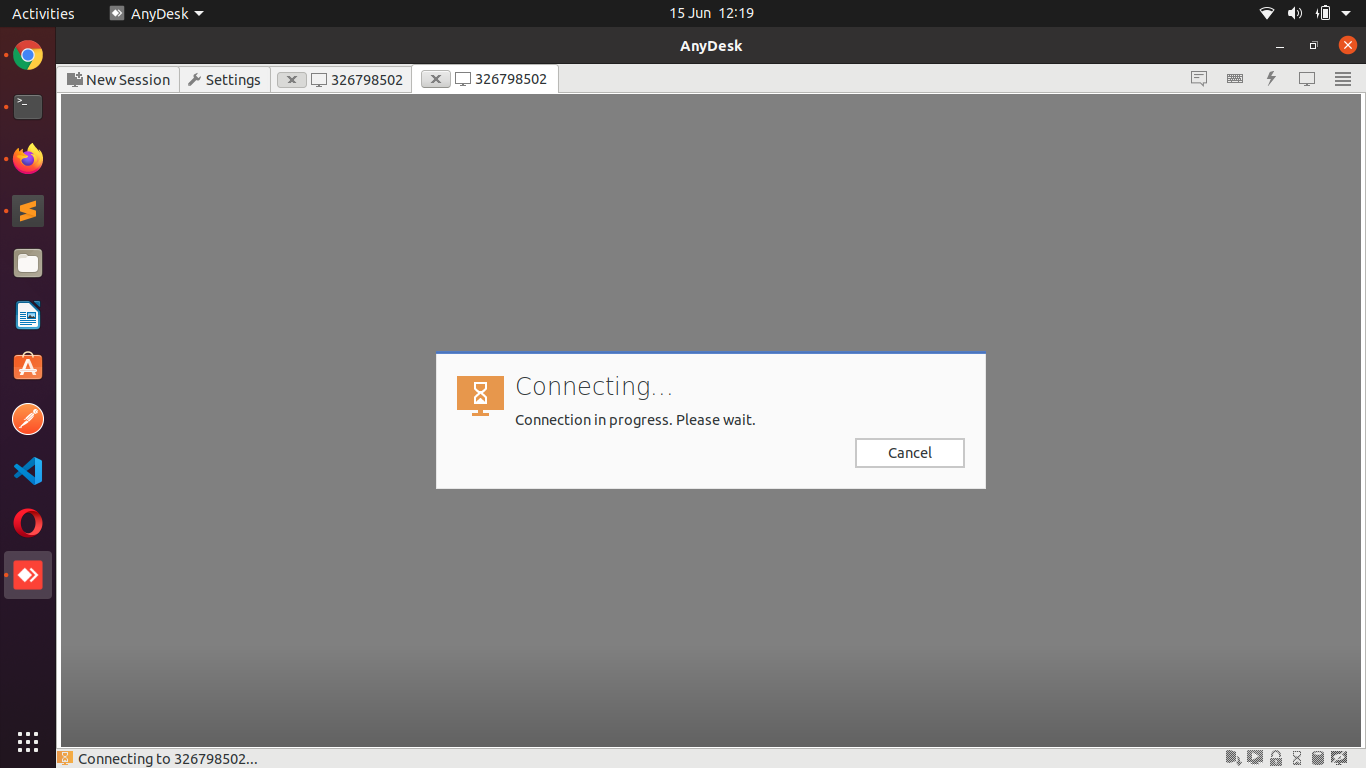 Activities
AnyDesk
15 Jun 12:19
AnyDesk
New Session
Settings
326798502
326798502
>_
Connecting...
Connection in progress. Please wait.
Cancel
Connecting to 326798502...